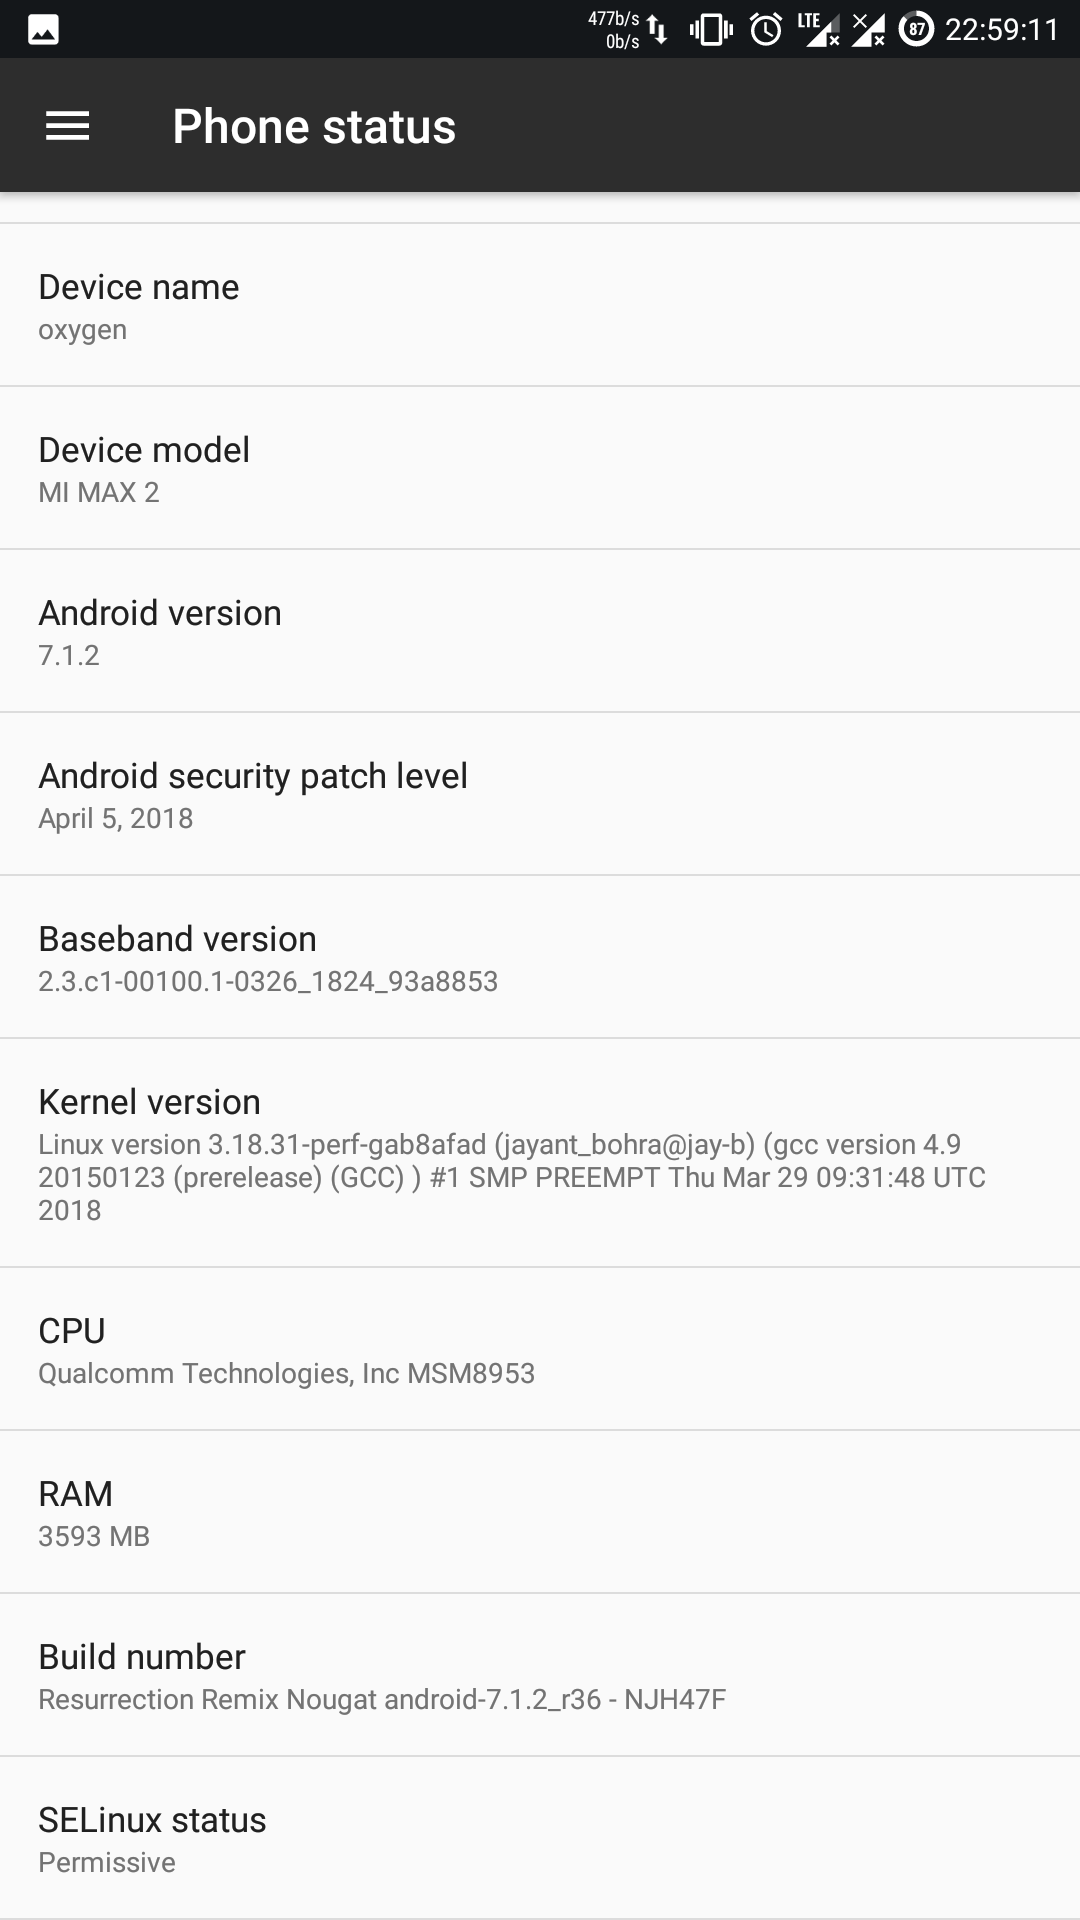 477b/s
0b/s
LTE
87
22:59:11
Phone status
Device name
oxygen
Device model
MI MAX 2
Android version
7.1.2
Android security patch level
April 5, 2018
Baseband version
2.3.c1-00100.1-0326_1824_93a8853
Kernel version
Linux version 3.18.31-perf-gab8afad (jayant_bohra@jay-b) (gcc version 4.9
20150123 (prerelease) (GCC) ) #1 SMP PREEMPT Thu Mar 29 09:31:48 UTC
2018
CPU
Qualcomm Technologies, Inc MSM8953
RAM
3593 MB
Build number
Resurrection Remix Nougat android-7.1.2_r36 - NJH47F
SELinux status
Permissive